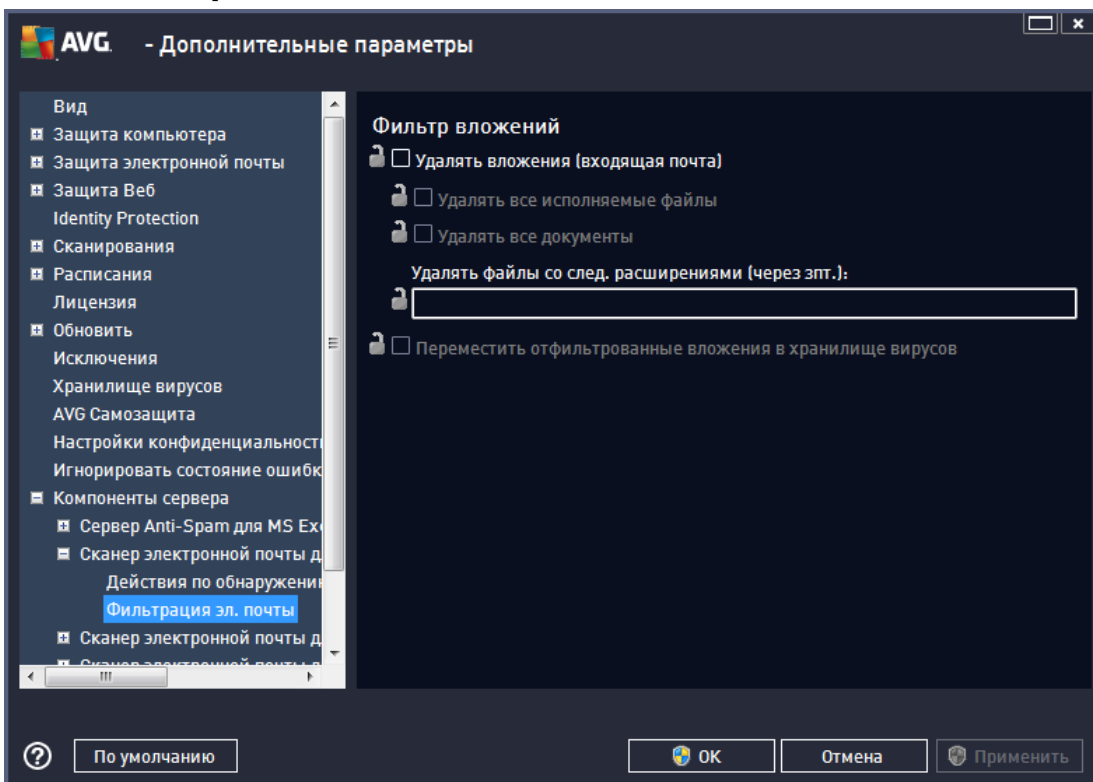 AVG. - Дополнительные параметры
Вид
Защита компьютера
Защита электронной почты
Защита Веб
Identity Protection
Сканирования
Расписания
Лицензия
Обновить
Исключения
Хранилище вирусов
AVG Самозащита
Настройки конфиденциальност
Игнорировать состояние ошибк
Компоненты сервера
Сервер Anti-Spam для MS Ex
Сканер электронной почты д
Действия по обнаружени
Фильтрация эл. почты
Сканер электронной почты д
Сканер электронной почты д
Фильтр вложений
Удалять вложения (входящая почта)
Удалять все исполняемые файлы
Удалять все документы
Удалять файлы со след. расширениями (через зпт.):
Переместить отфильтрованные вложения в хранилище вирусов
По умолчанию
OK
Отмена
Применить